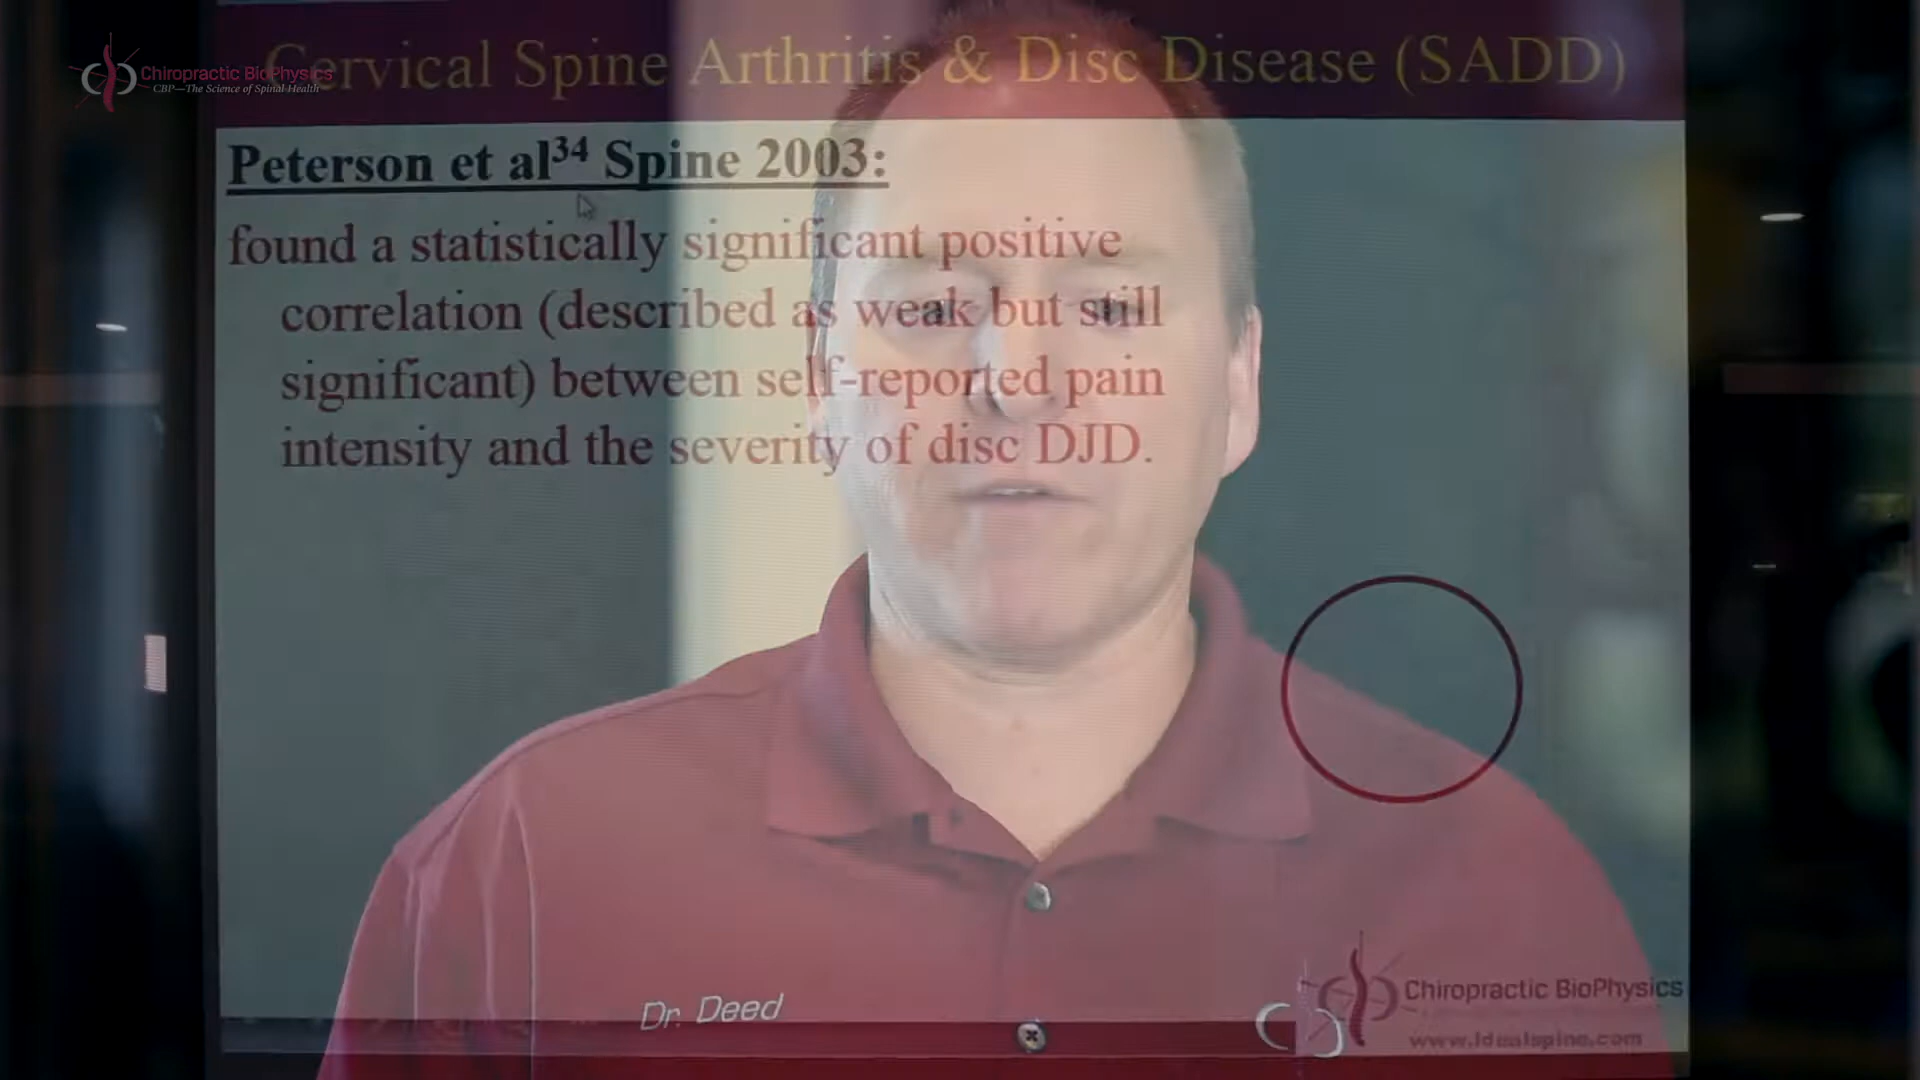 Cervical Spine Arthritis & Disc Disease (SADD)
Chiropractic BioPhysics
CBP—The Science of Spinal Health
Peterson et al³⁴ Spine 2003:
found a statistically significant positive
correlation (described as weak but still
significant) between self-reported pain
intensity and the severity of disc DJD.
Dr. Deed
Chiropractic BioPhysics
www.idealspine.com